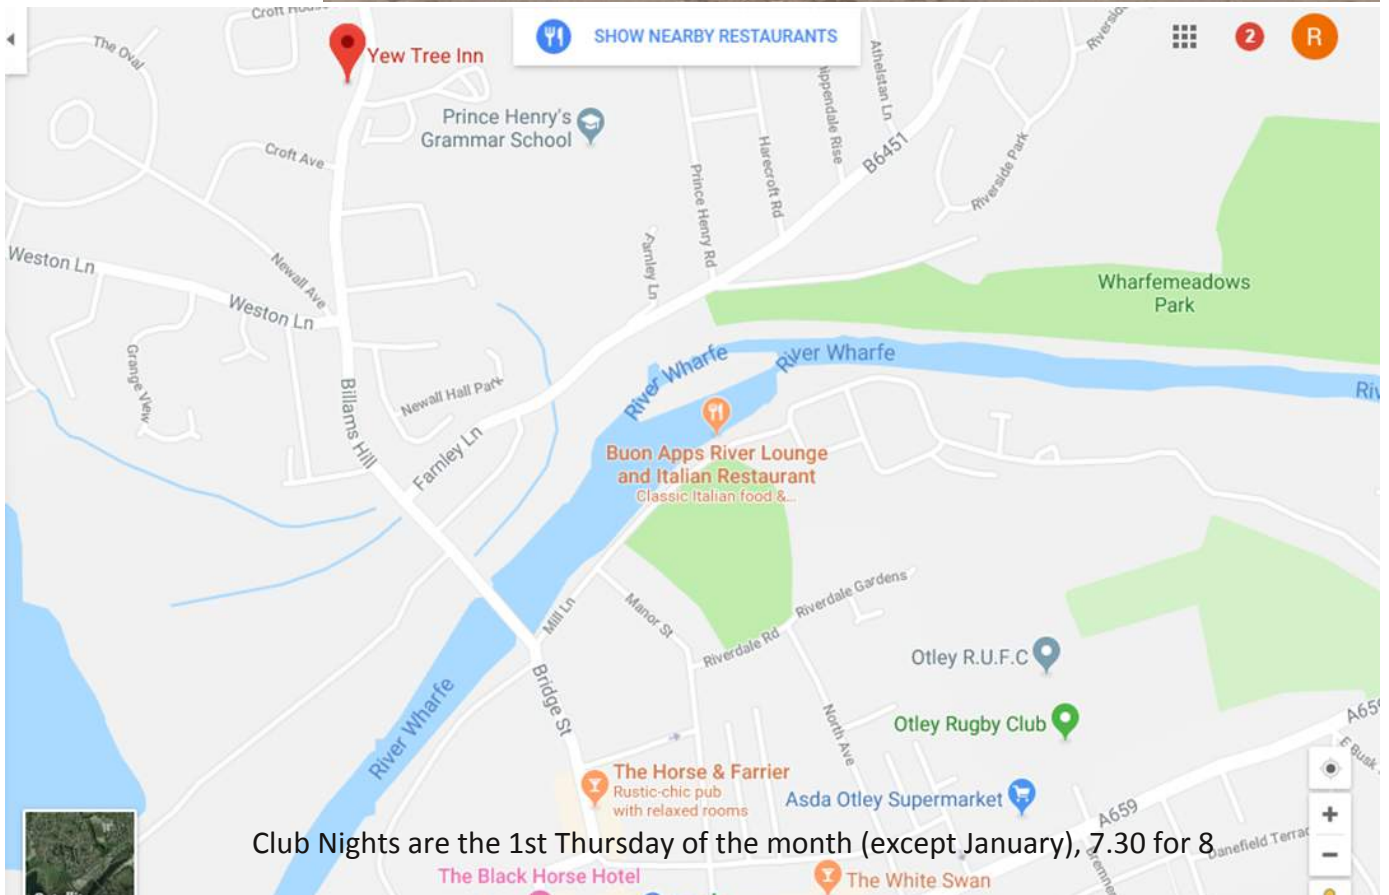 Croft House
SHOW NEARBY RESTAURANTS
2
R
The Oval
Yew Tree Inn
Athelstan Ln
Prince Henry's
Grammar School
Croft Ave
B6451
Harecroft Rd
Prince Henry Rd
Riverside Park
Farnley Ln
Weston Ln
Newall Ave
Weston Ln
Wharfemeadows
Park
River Wharfe
River Wharfe
Grange View
Newall Hall Park
Billams Hill
Farnley Ln
Buon Apps River Lounge
and Italian Restaurant
Classic Italian food &...
Mill Ln
Manor St
Riverdale Gardens
Riverdale Rd
Otley R.U.F.C
Bridge St
River Wharfe
North Ave
Otley Rugby Club
The Horse & Farrier
Rustic-chic pub
with relaxed rooms
Asda Otley Supermarket
A659
Club Nights are the 1st Thursday of the month (except January), 7.30 for 8
The Black Horse Hotel
The White Swan